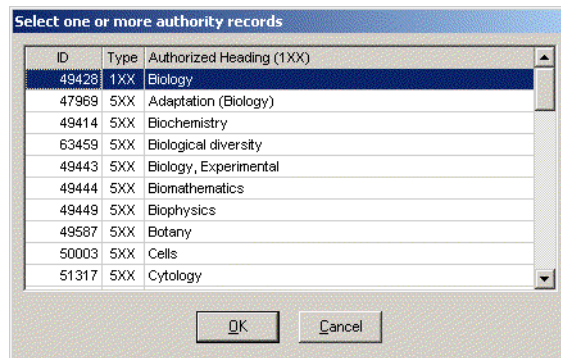 Select one or more authority records
ID Type Authorized Heading (1XX)
49428 1XX Biology
47969 5XX Adaptation (Biology)
49414 5XX Biochemistry
63459 5XX Biological diversity
49443 5XX Biology, Experimental
49444 5XX Biomathematics
49449 5XX Biophysics
49587 5XX Botany
50003 5XX Cells
51317 5XX Cytology
OK Cancel